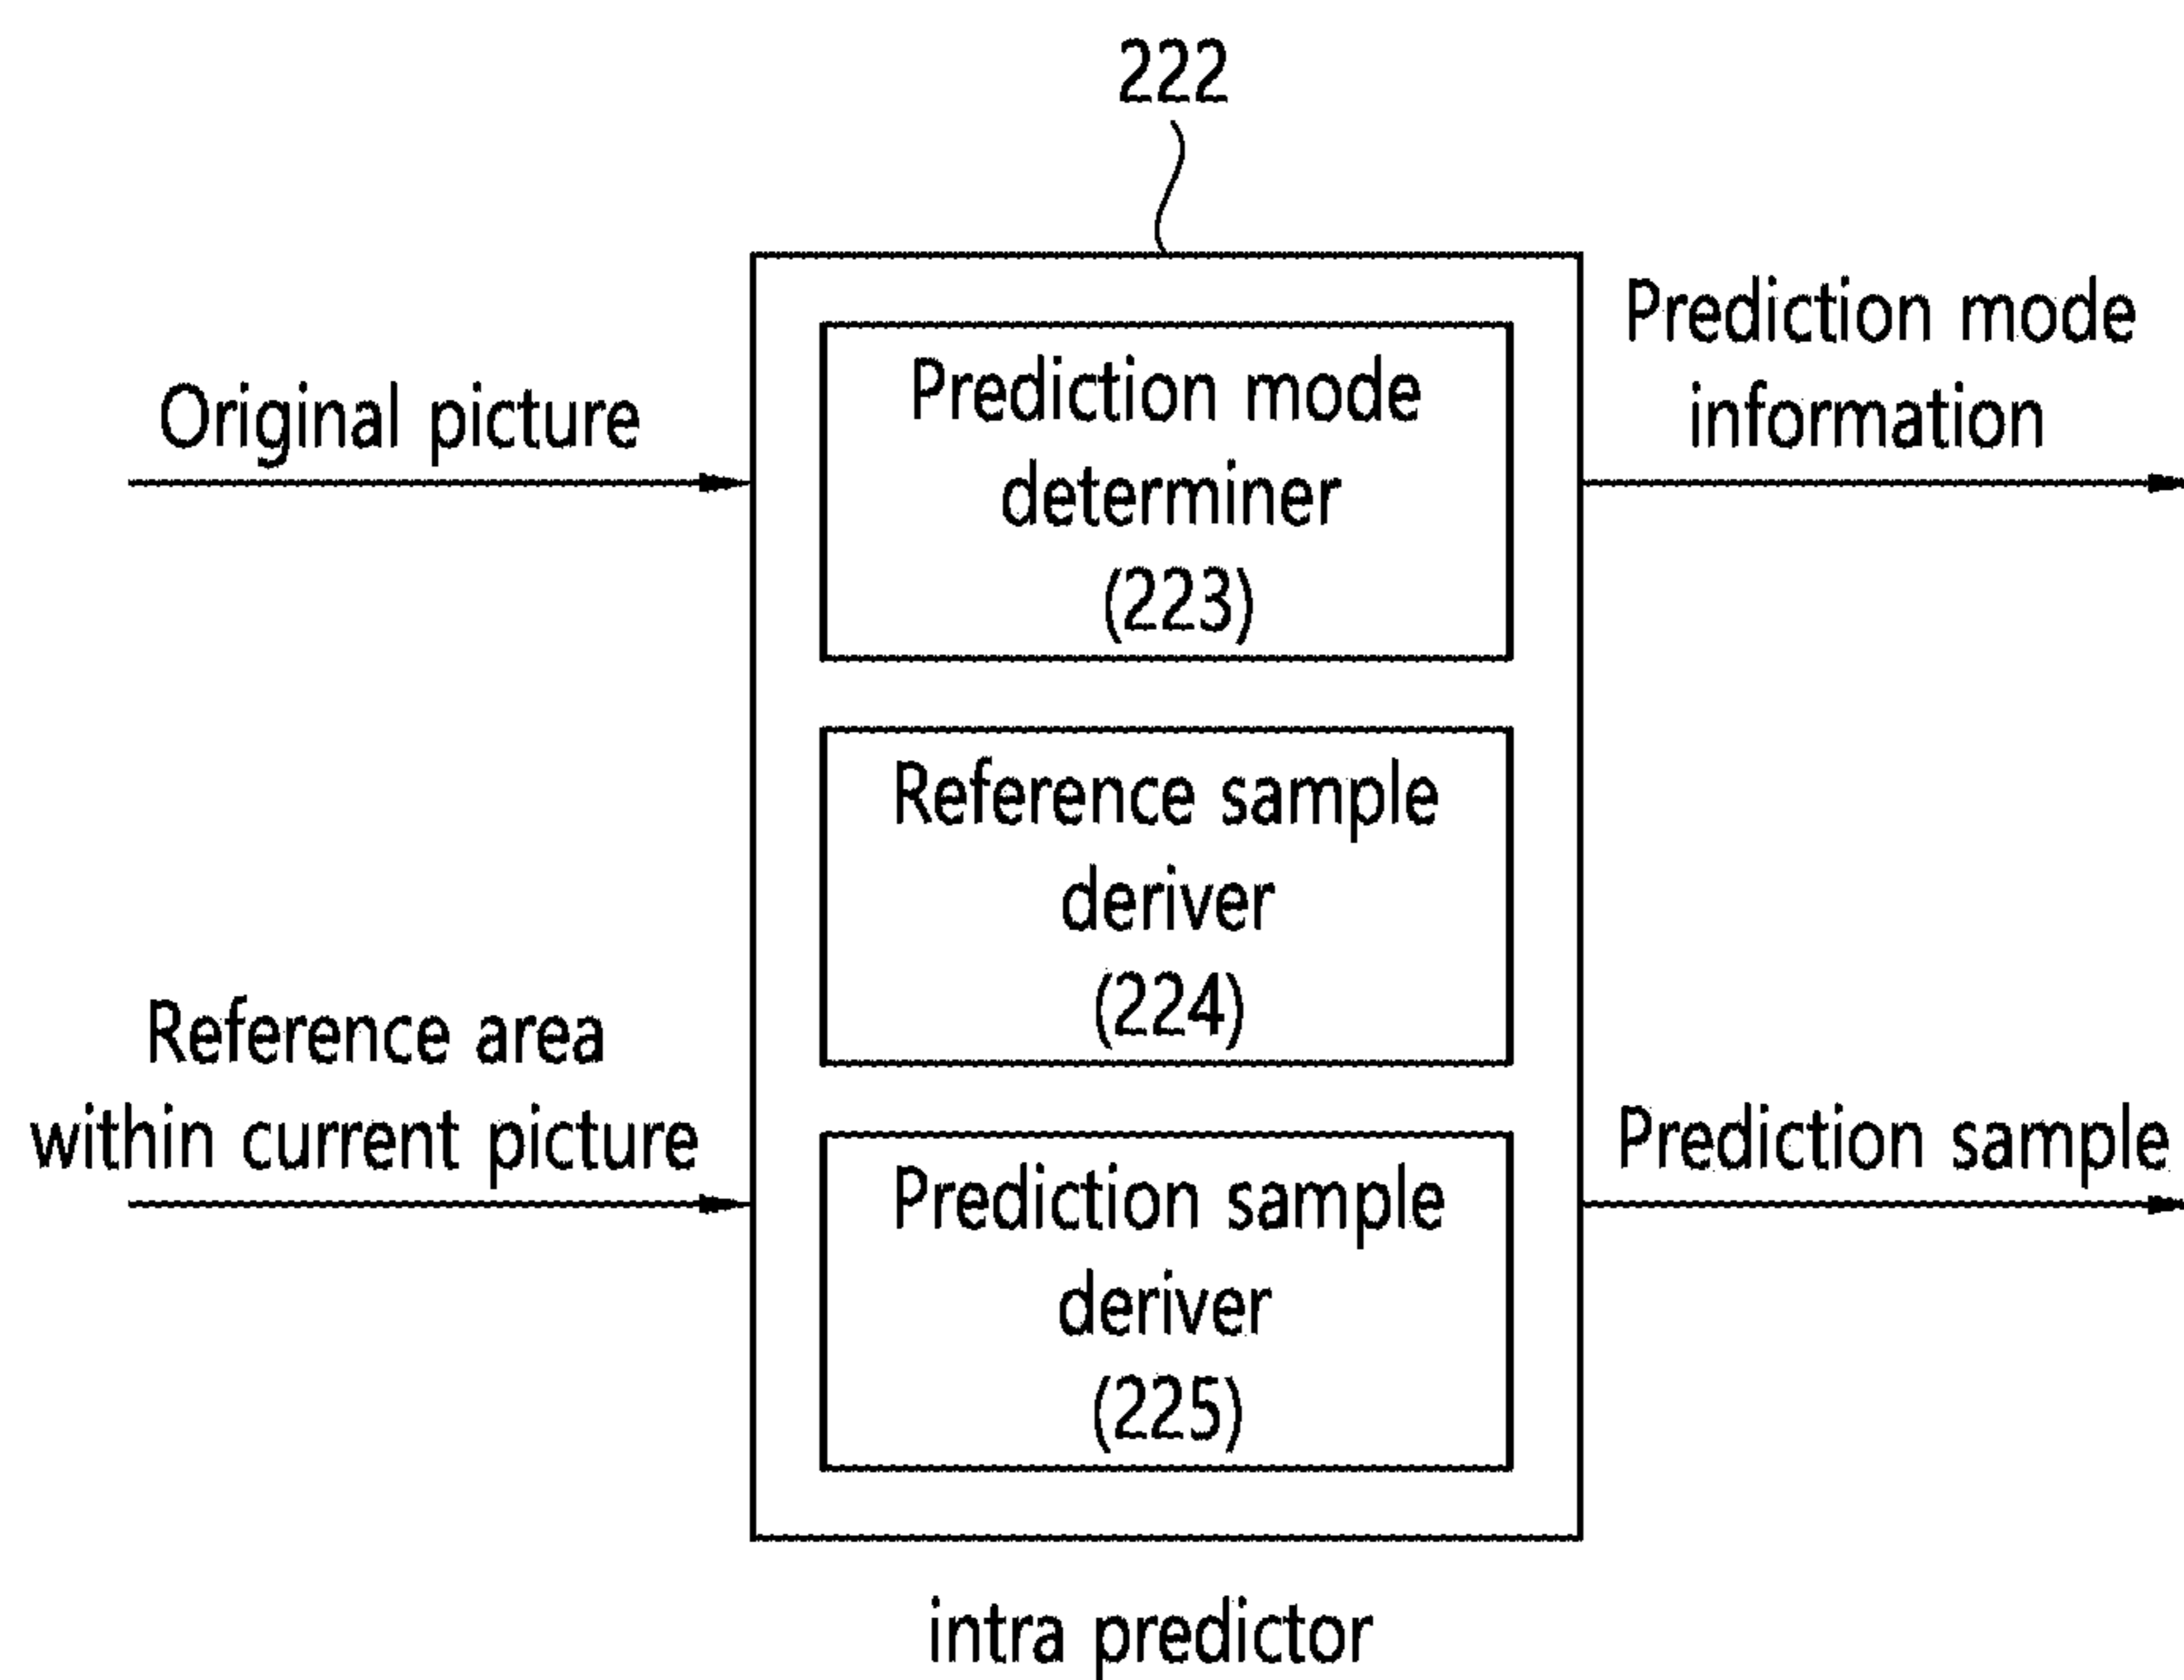 222
Original picture
Reference area
within current picture
Prediction mode
determiner
(223)
Reference sample
deriver
(224)
Prediction sample
deriver
(225)
Prediction mode
information
Prediction sample
intra predictor